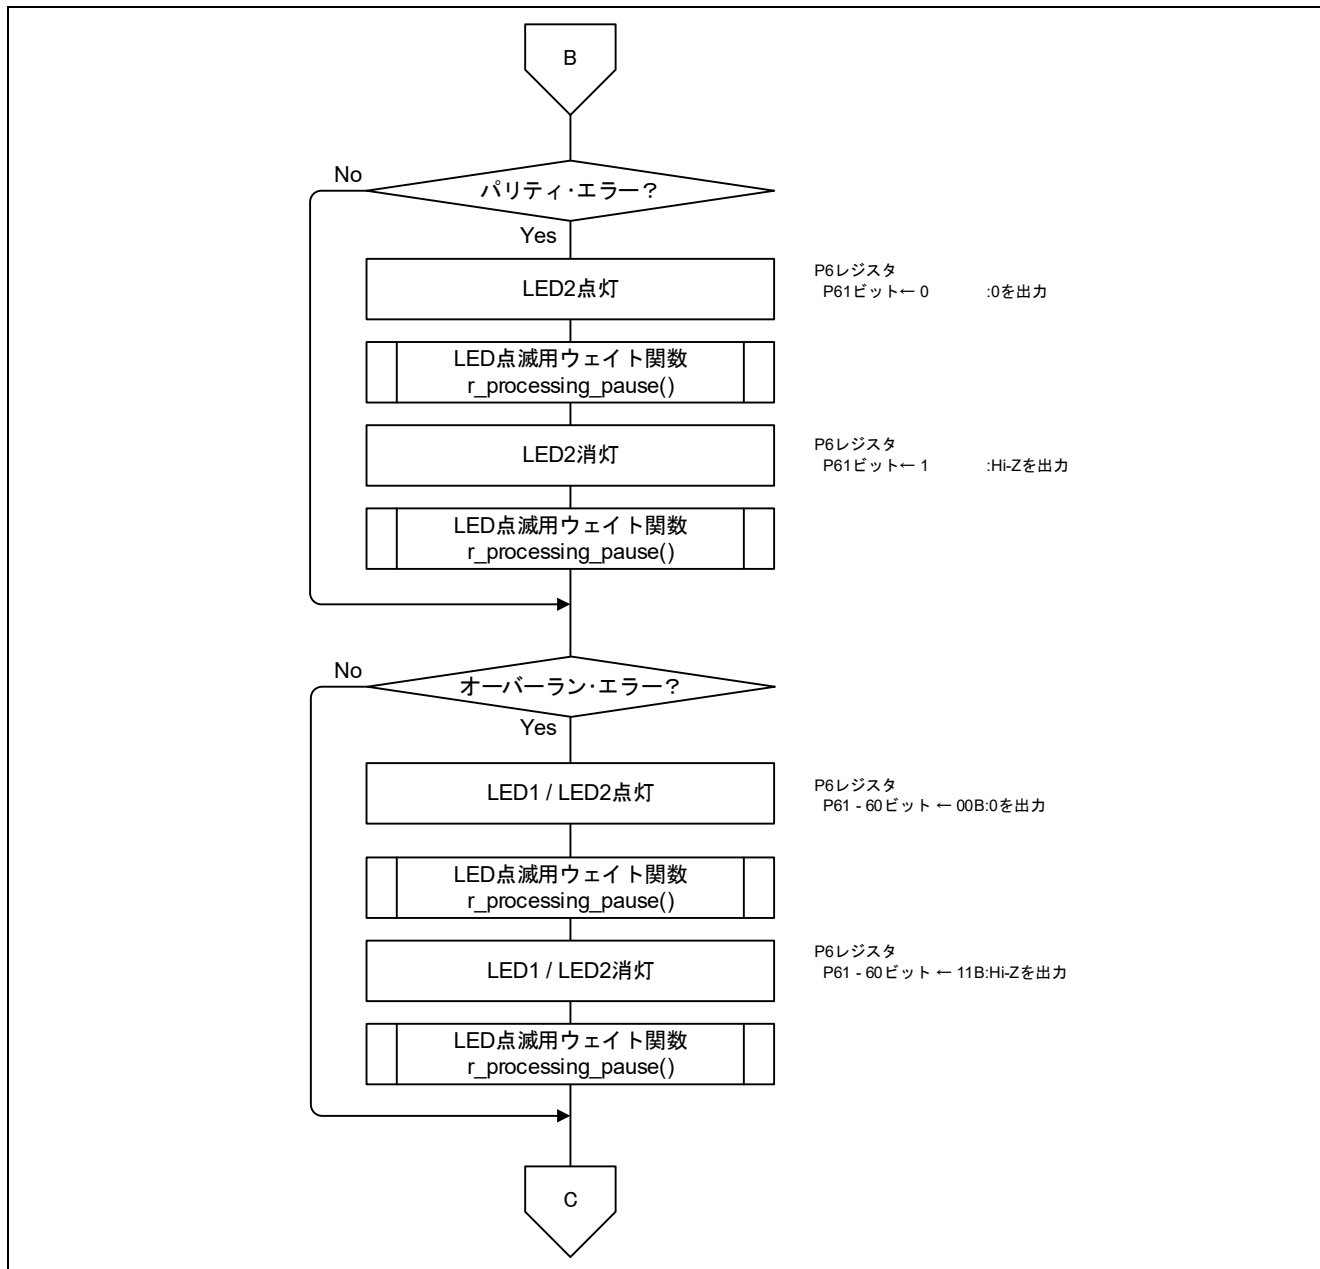 B
No
パリティ・エラー？
Yes
LED2点灯
P6レジスタ
P61ビット← 0 :0を出力
LED点滅用ウェイト関数
r_processing_pause()
LED2消灯
P6レジスタ
P61ビット← 1 :Hi-Zを出力
LED点滅用ウェイト関数
r_processing_pause()
No
オーバーラン・エラー？
Yes
LED1 / LED2点灯
P6レジスタ
P61 - 60ビット ← 00B:0を出力
LED点滅用ウェイト関数
r_processing_pause()
LED1 / LED2消灯
P6レジスタ
P61 - 60ビット ← 11B:Hi-Zを出力
LED点滅用ウェイト関数
r_processing_pause()
C